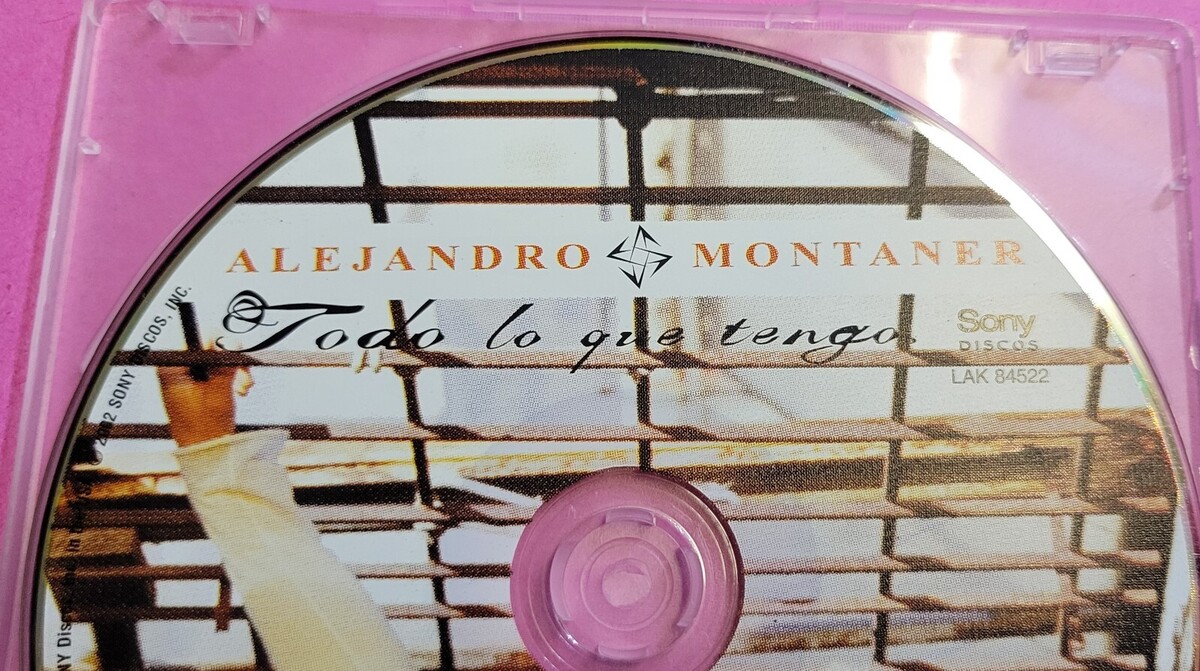 ALEJANDRO MONTANER
Todo lo que tengo
Sony
DISCOS
LAK 84522
℗ 2002 SONY DISCOS, INC.